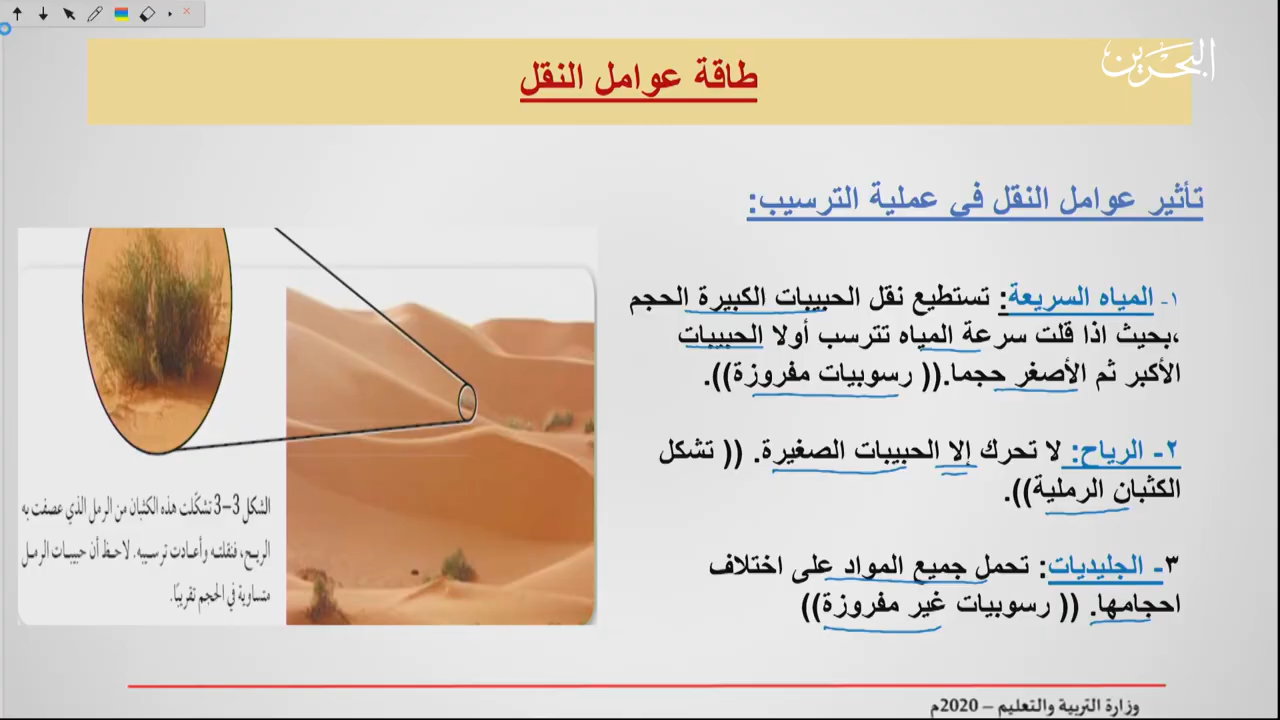 البحرين
طاقة عوامل النقل
تأثير عوامل النقل في عملية الترسيب:
١- المياه السريعة: تستطيع نقل الحبيبات الكبيرة الحجم
،بحيث اذا قلت سرعة المياه تترسب أولا الحبيبات
الأكبر ثم الأصغر حجما.(( رسوبيات مفروزة)).
٢- الرياح: لا تحرك إلا الحبيبات الصغيرة. (( تشكل
الكثبان الرملية)).
٣- الجليديات: تحمل جميع المواد على اختلاف
احجامها. (( رسوبيات غير مفروزة))
الشكل 3-3 تشكّلت هذه الكثبان من الرمل الذي عصفت به
الريح، فنقلته وأعادت ترسيبه. لاحظ أن حبيبات الرمل
متساوية في الحجم تقريبًا.
وزارة التربية والتعليم – 2020م